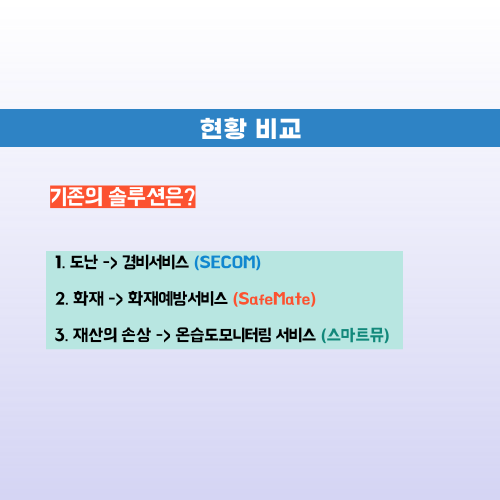 현황 비교
기존의 솔루션은?
1. 도난 -> 경비서비스 (SECOM)
2. 화재 -> 화재예방서비스 (SafeMate)
3. 재산의 손상 -> 온습도모니터링 서비스 (스마트뮤)